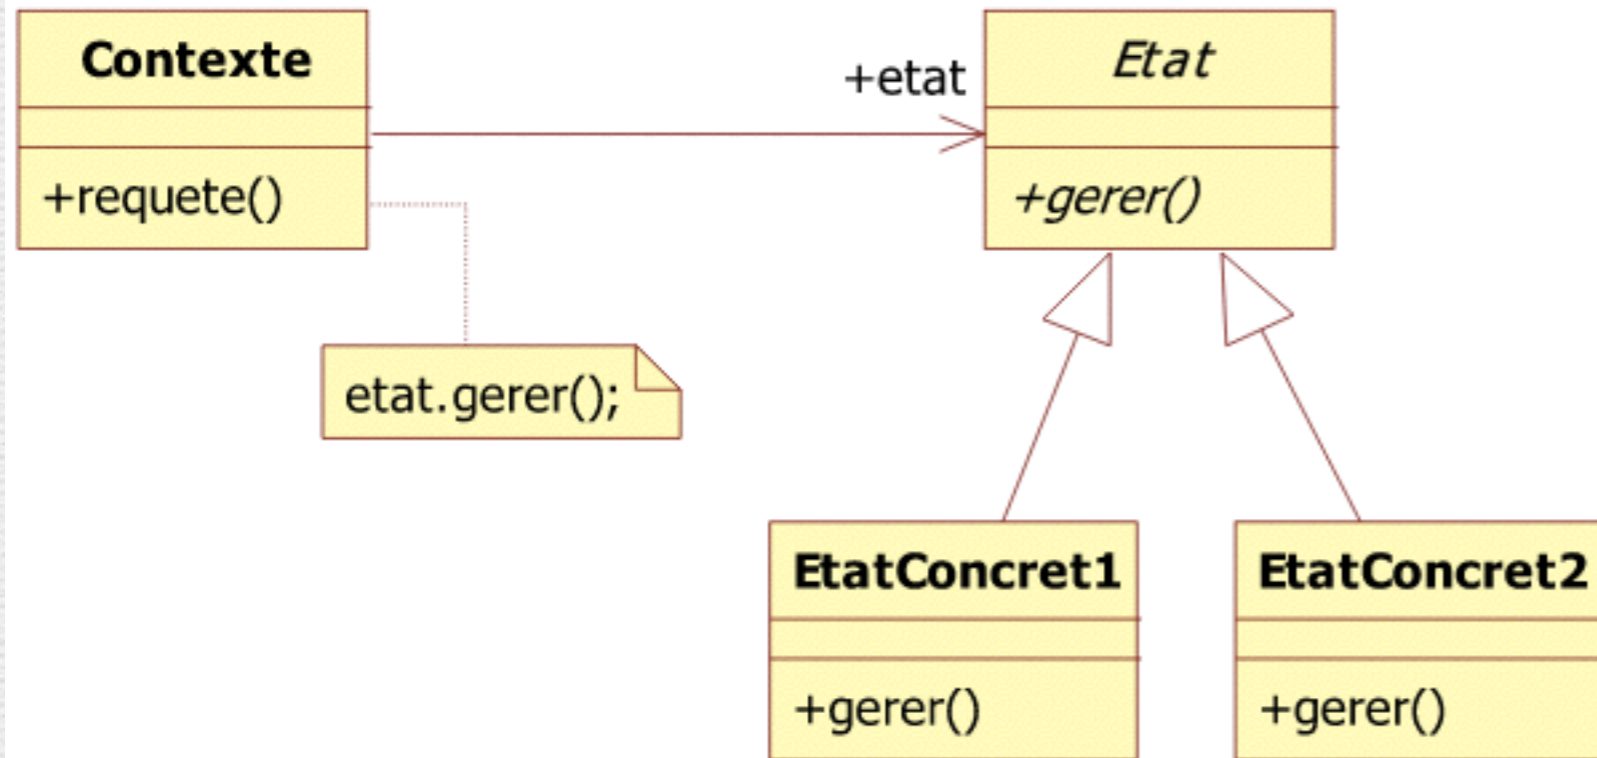 Contexte
+requete()
+etat
Etat
+gerer()
etat.gerer();
EtatConcret1
+gerer()
EtatConcret2
+gerer()